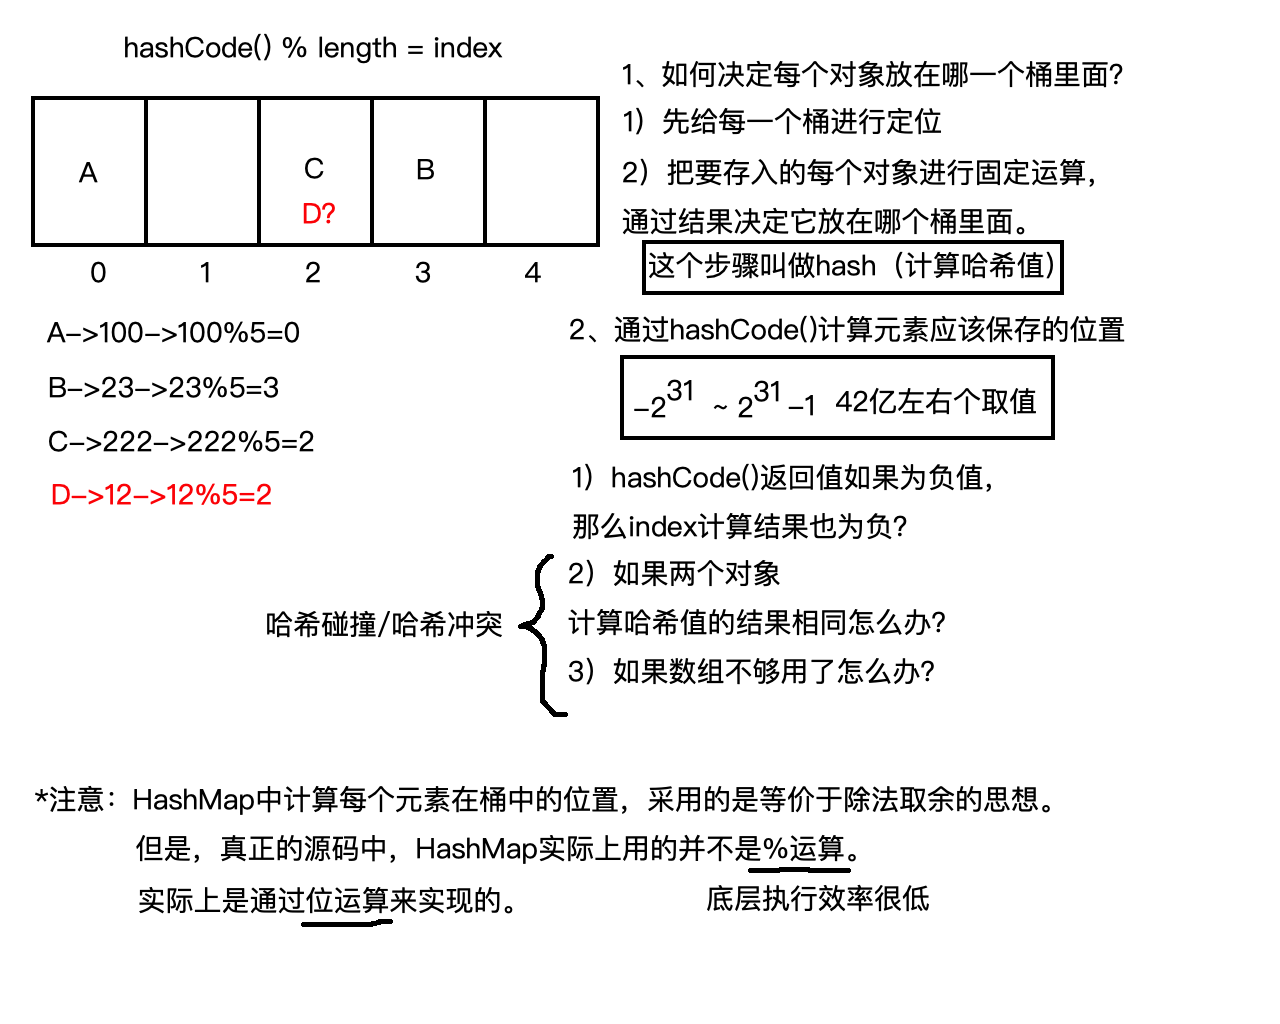 hashCode() % length = index
A
C
B
D?
0 1 2 3 4
A->100->100%5=0
B->23->23%5=3
C->222->222%5=2
D->12->12%5=2
1、如何决定每个对象放在哪一个桶里面?
1）先给每一个桶进行定位
2）把要存入的每个对象进行固定运算，
通过结果决定它放在哪个桶里面。
这个步骤叫做hash（计算哈希值）
2、通过hashCode()计算元素应该保存的位置
-2^31 ~ 2^31-1 42亿左右个取值
1）hashCode()返回值如果为负值，
那么index计算结果也为负?
哈希碰撞/哈希冲突
2）如果两个对象
计算哈希值的结果相同怎么办?
3）如果数组不够用了怎么办?
*注意：HashMap中计算每个元素在桶中的位置，采用的是等价于除法取余的思想。
但是，真正的源码中，HashMap实际上用的并不是%运算。
实际上是通过位运算来实现的。
底层执行效率很低